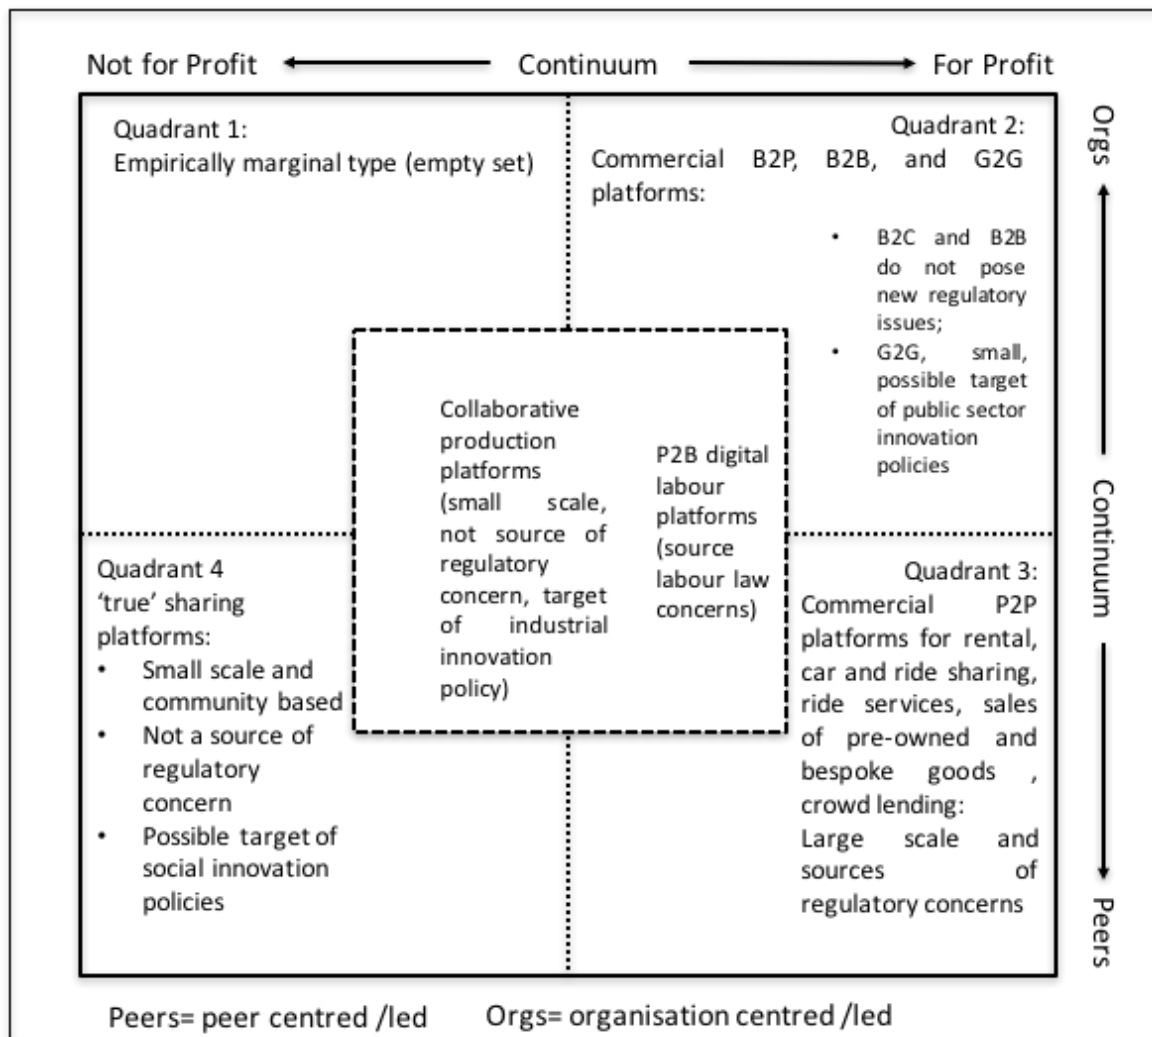 Not for Profit
Continuum
For Profit
Quadrant 1:
Empirically marginal type (empty set)
Quadrant 2:
Commercial B2P, B2B, and G2G
platforms:
• B2C and B2B
do not pose
new regulatory
issues;
• G2G, small,
possible target
of public sector
innovation
policies
Orgs
Continuum
Peers
Collaborative
production
platforms
(small scale,
not source of
regulatory
concern, target
of industrial
innovation
policy)
P2B digital
labour
platforms
(source
labour law
concerns)
Quadrant 4
‘true’ sharing
platforms:
• Small scale and
community based
• Not a source of
regulatory
concern
• Possible target of
social innovation
policies
Quadrant 3:
Commercial P2P
platforms for rental,
car and ride sharing,
ride services, sales
of pre-owned and
bespoke goods ,
crowd lending:
Large scale and
sources of
regulatory concerns
Peers= peer centred /led
Orgs= organisation centred /led